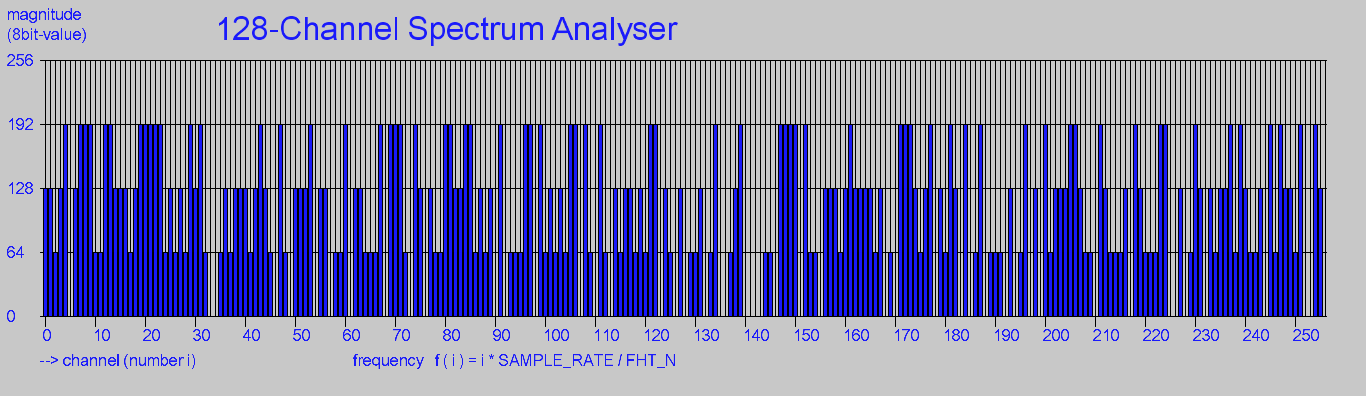 magnitude
(8bit-value)
128-Channel Spectrum Analyser
256
192
128
64
0
0 10 20 30 40 50 60 70 80 90 100 110 120 130 140 150 160 170 180 190 200 210 220 230 240 250
--> channel (number i)
frequency f ( i ) = i * SAMPLE_RATE / FHT_N